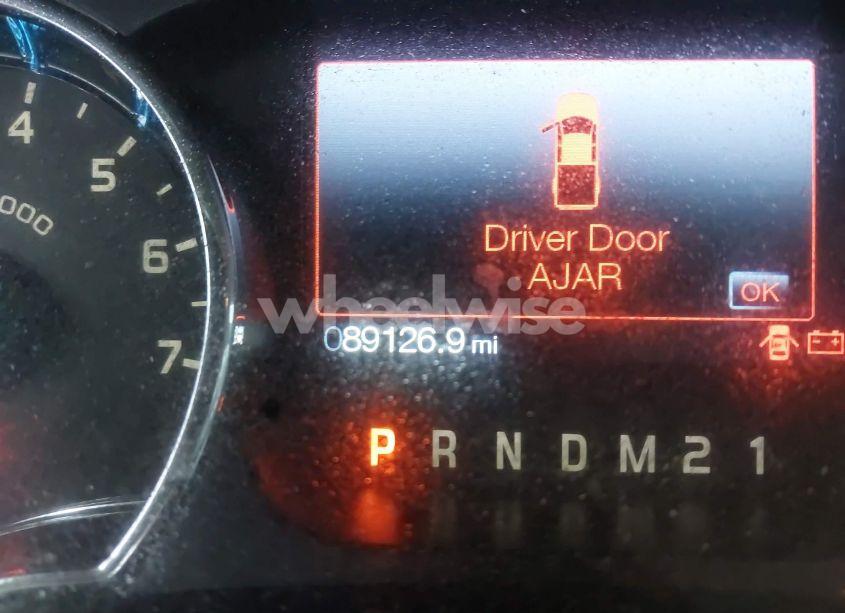 4
5
000
6
7
Driver Door
AJAR
OK
wheelwise
089126.9 mi
P R N D M 2 1